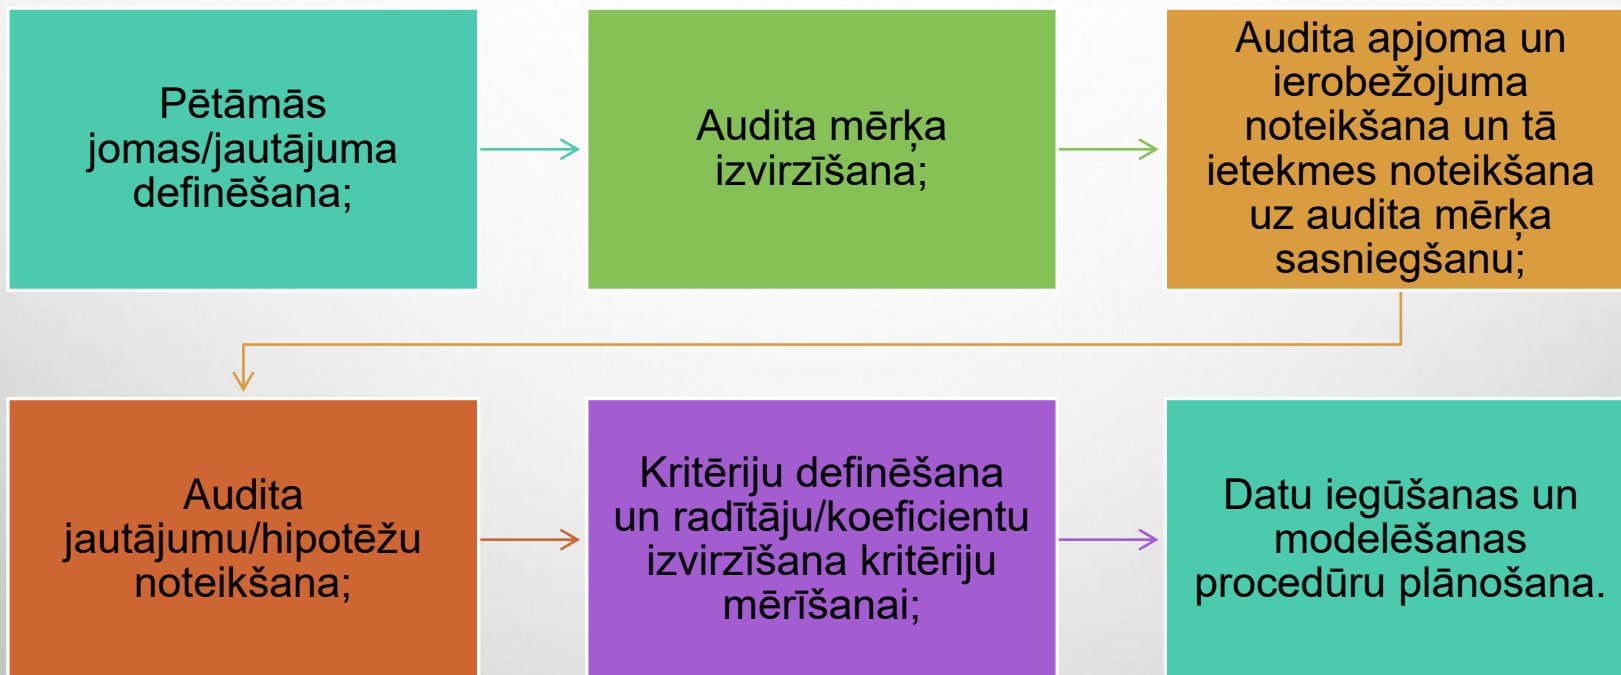 Pētāmās
jomas/jautājuma
definēšana;
Audita mērķa
izvirzīšana;
Audita apjoma un
ierobežojuma
noteikšana un tā
ietekmes noteikšana
uz audita mērķa
sasniegšanu;
Audita
jautājumu/hipotēžu
noteikšana;
Kritēriju definēšana
un radītāju/koeficientu
izvirzīšana kritēriju
mērīšanai;
Datu iegūšanas un
modelēšanas
procedūru plānošana.